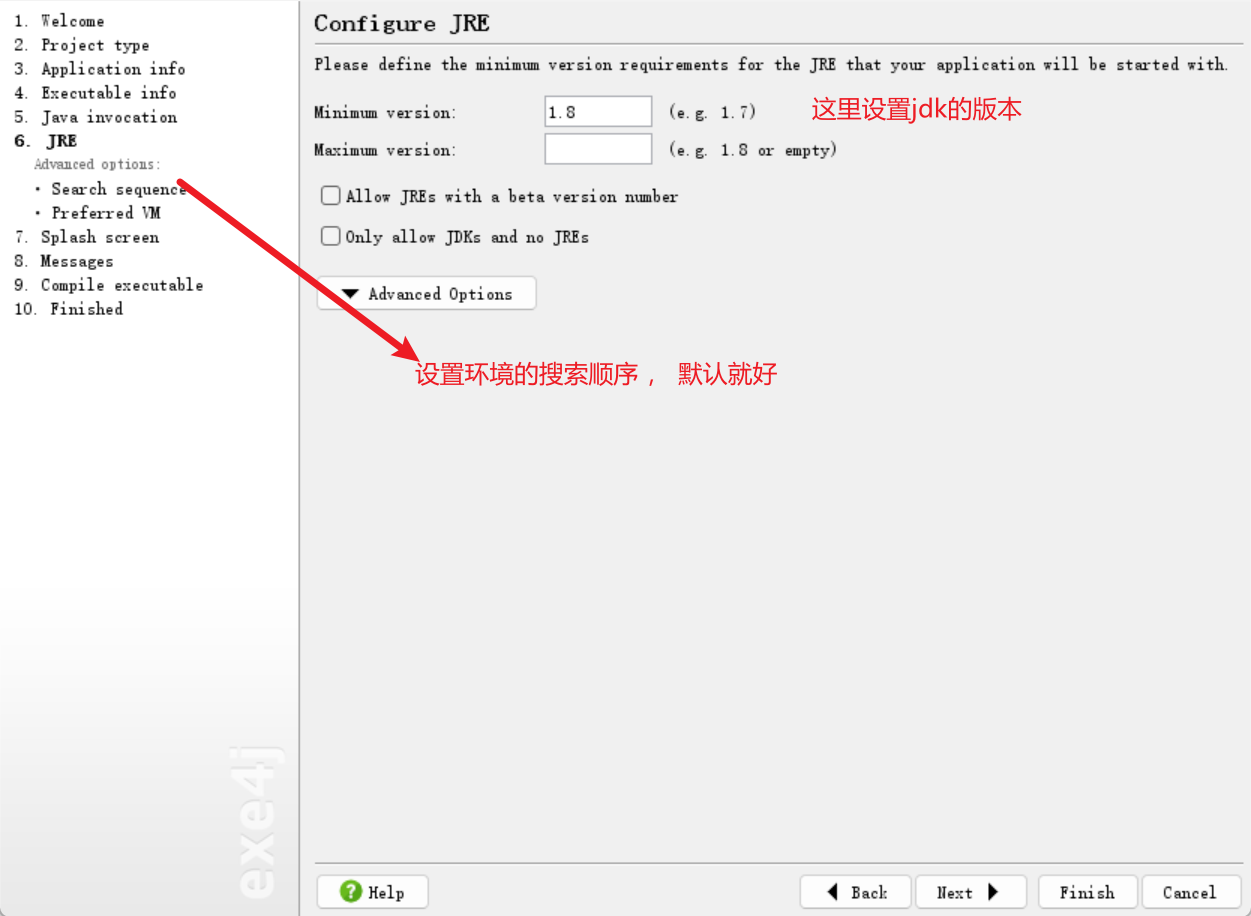 1. Welcome
2. Project type
3. Application info
4. Executable info
5. Java invocation
6. JRE
Advanced options:
· Search sequence
· Preferred VM
7. Splash screen
8. Messages
9. Compile executable
10. Finished
exe4j
Configure JRE
Please define the minimum version requirements for the JRE that your application will be started with.
Minimum version: 1.8 (e.g. 1.7) 这里设置jdk的版本
Maximum version: (e.g. 1.8 or empty)
Allow JREs with a beta version number
Only allow JDKs and no JREs
Advanced Options
设置环境的搜索顺序， 默认就好
? Help Back Next Finish Cancel